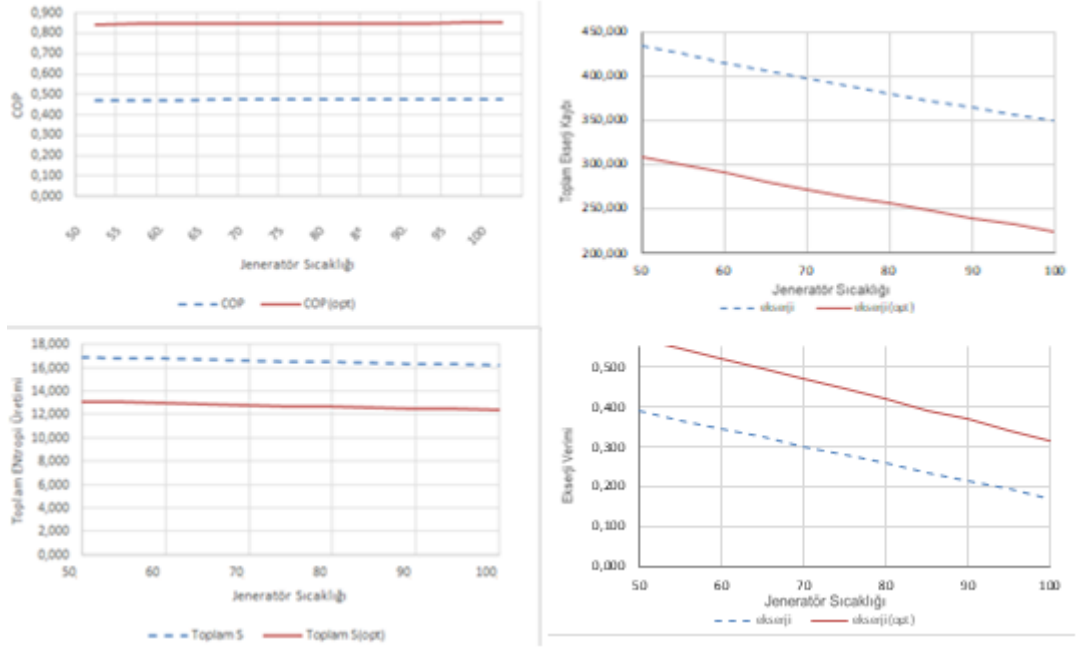 COP
0,900
0,800
0,700
0,600
0,500
0,400
0,300
0,200
0,100
0,000
50 55 60 65 70 75 80 8* 90 95 100
Jeneratör Sıcaklığı
COP COP(opt)
Toplam Ekserji Kaybı
450,000
400,000
350,000
300,000
250,000
200,000
50 60 70 80 90 100
Jeneratör Sıcaklığı
ekserji ekserji(opt)
Toplam ENtropi Üretimi
18,000
16,000
14,000
12,000
10,000
8,000
6,000
4,000
2,000
0,000
50 60 70 80 90 100
Jeneratör Sıcaklığı
Toplam S Toplam S(opt)
Ekserji Verimi
0,500
0,400
0,300
0,200
0,100
0,000
50 60 70 80 90 100
Jeneratör Sıcaklığı
ekserji ekserji(opt)